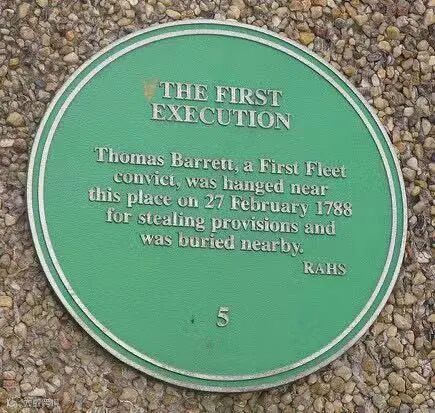 THE FIRST
EXECUTION
Thomas Barrett, a First Fleet
convict, was hanged near
this place on 27 February 1788
for stealing provisions and
was buried nearby.
RAHS
5